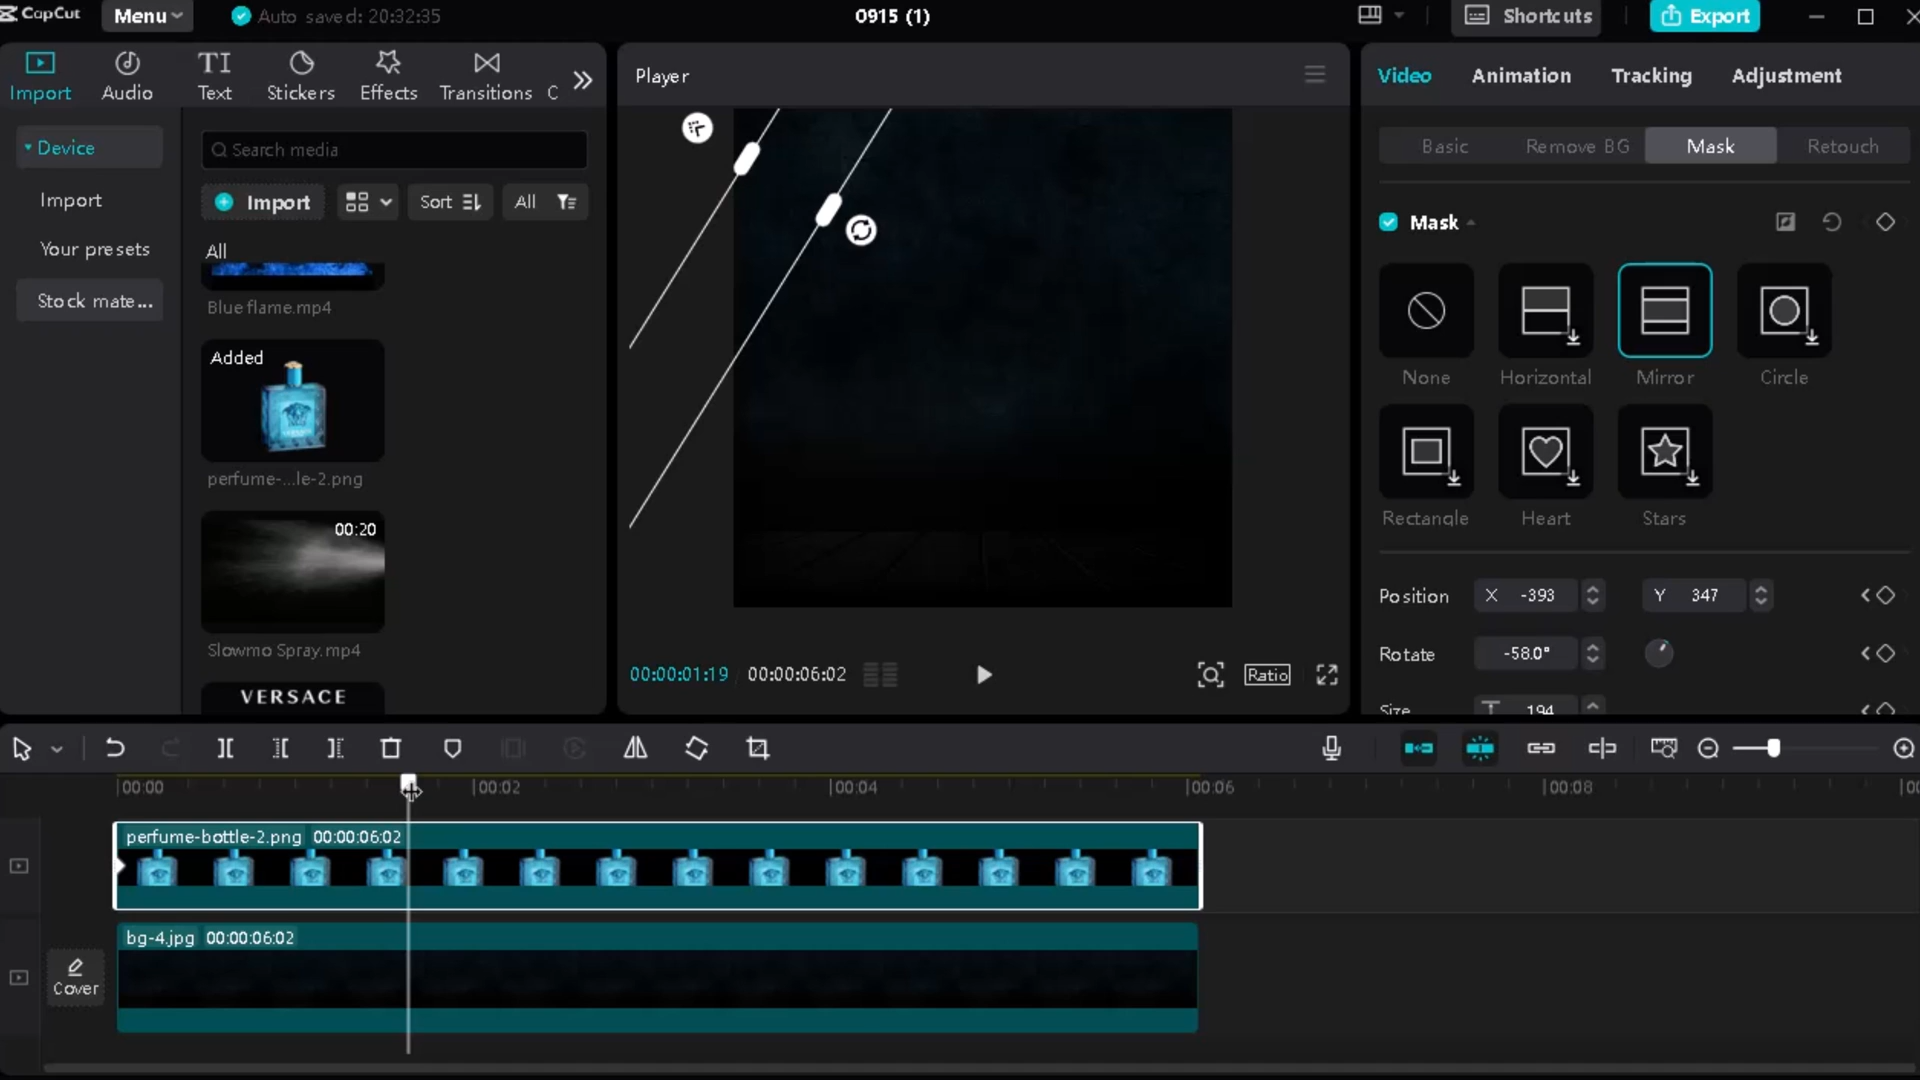 CapCut
Menu
Auto saved: 20:32:35
0915 (1)
Shortcuts
Export
Import
Audio
TI
Text
Stickers
Effects
Transitions
C
Player
Video
Animation
Tracking
Adjustment
Device
Import
Your presets
Stock mate...
Search media
Import
Sort
All
All
Blue flame.mp4
Added
perfume-...le-2.png
00:20
Slowmo Spray.mp4
VERSACE
Basic
Remove BG
Mask
Retouch
Mask
None
Horizontal
Mirror
Circle
Rectangle
Heart
Stars
Position
X -393
Y 347
Rotate
-58.0°
Size
194
00:00:01:19
00:00:06:02
Ratio
00:00
00:02
00:04
00:06
00:08
perfume-bottle-2.png 00:00:06:02
Cover
bg-4.jpg 00:00:06:02